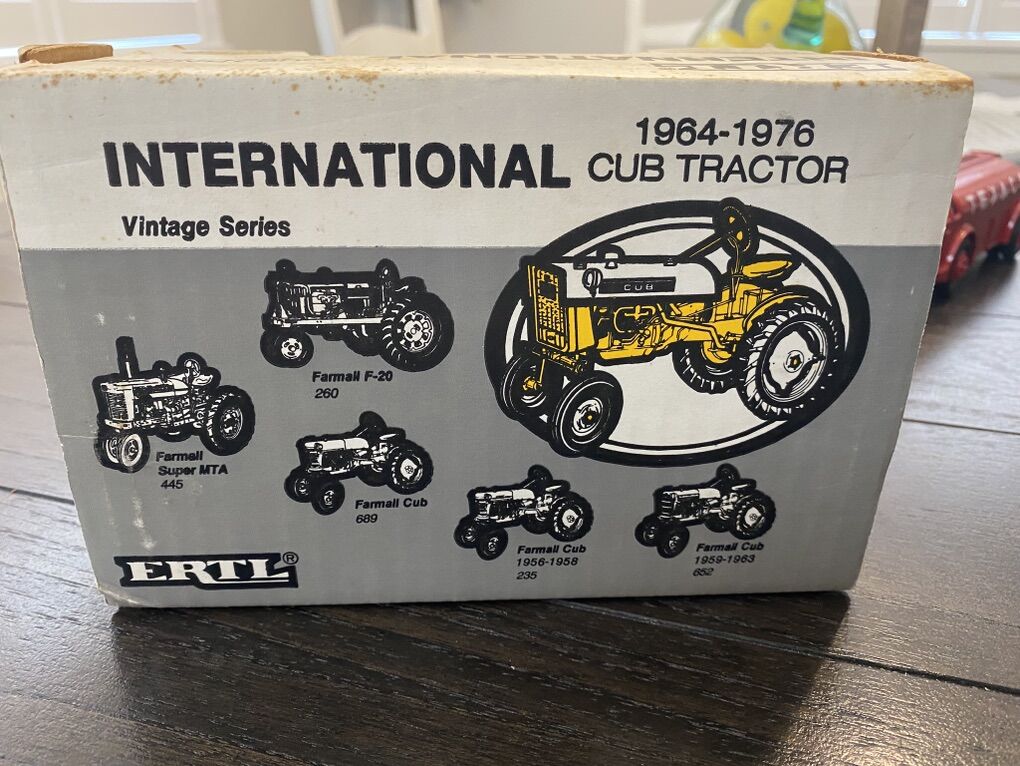 INTERNATIONAL
1964-1976
CUB TRACTOR
Vintage Series
CUB
Farmall F-20
260
Farmall
Super MTA
445
Farmall Cub
689
Farmall Cub
1956-1958
235
Farmall Cub
1959-1963
652
ERTL®